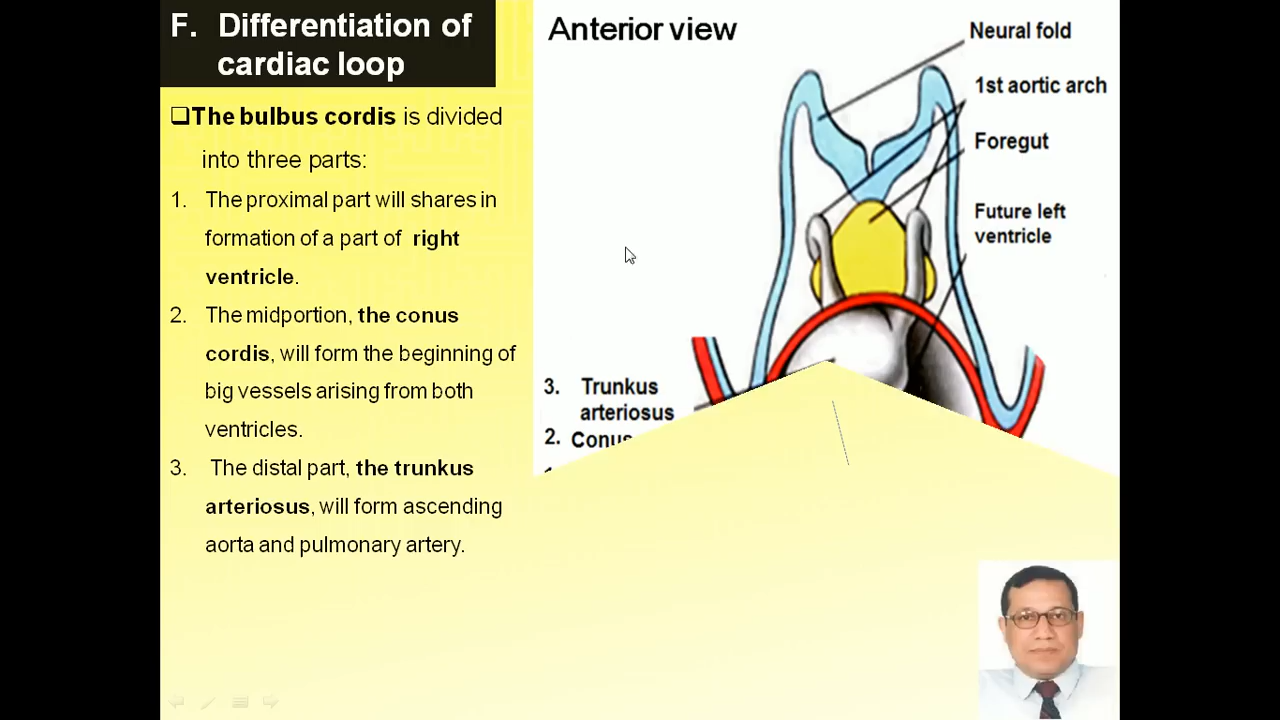 F. Differentiation of
cardiac loop
❑The bulbus cordis is divided
into three parts:
1. The proximal part will shares in
formation of a part of right
ventricle.
2. The midportion, the conus
cordis, will form the beginning of
big vessels arising from both
ventricles.
3. The distal part, the trunkus
arteriosus, will form ascending
aorta and pulmonary artery.
Anterior view
Neural fold
1st aortic arch
Foregut
Future left
ventricle
3. Trunkus
arteriosus
2. Conus